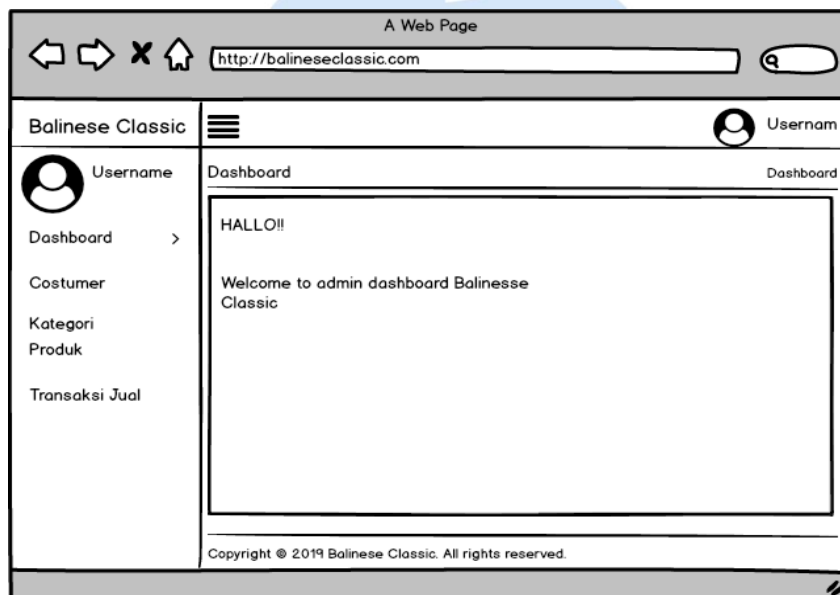 A Web Page
http://balineseclassic.com
Balinese Classic
Usernam
Username
Dashboard
Costumer
Kategori
Produk
Transaksi Jual
Dashboard
Dashboard
HALLO!!
Welcome to admin dashboard Balinesse
Classic
Copyright © 2019 Balinese Classic. All rights reserved.